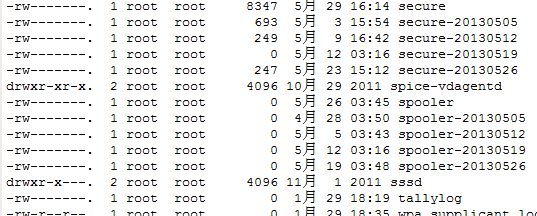 -rw-------. 1 root root 8347 5月 29 16:14 secure
-rw-------. 1 root root 693 5月 3 15:54 secure-20130505
-rw-------. 1 root root 249 5月 9 16:42 secure-20130512
-rw-------. 1 root root 0 5月 12 03:16 secure-20130519
-rw-------. 1 root root 247 5月 23 15:12 secure-20130526
drwxr-xr-x. 2 root root 4096 10月 29 2011 spice-vdagentd
-rw-------. 1 root root 0 5月 26 03:45 spooler
-rw-------. 1 root root 0 4月 28 03:50 spooler-20130505
-rw-------. 1 root root 0 5月 5 03:43 spooler-20130512
-rw-------. 1 root root 0 5月 12 03:16 spooler-20130519
-rw-------. 1 root root 0 5月 19 03:48 spooler-20130526
drwxr-x---. 2 root root 4096 11月 1 2011 sssd
-rw-------. 1 root root 0 1月 29 18:19 tallylog
-rw-r--r--. 1 root root 0 1月 29 18:35 wpa_supplicant.log